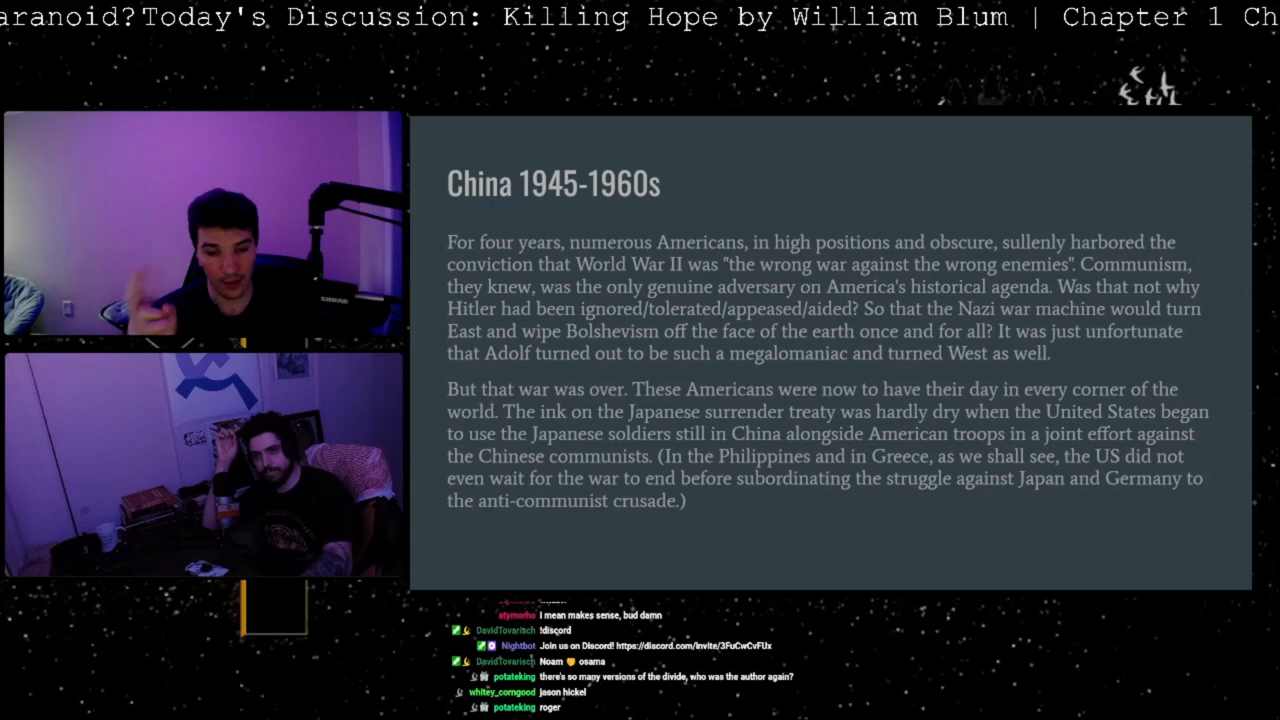 aranoid?Today's Discussion: Killing Hope by William Blum | Chapter 1 Ch
China 1945-1960s
For four years, numerous Americans, in high positions and obscure, sullenly harbored the
conviction that World War II was "the wrong war against the wrong enemies". Communism,
they knew, was the only genuine adversary on America's historical agenda. Was that not why
Hitler had been ignored/tolerated/appeased/aided? So that the Nazi war machine would turn
East and wipe Bolshevism off the face of the earth once and for all? It was just unfortunate
that Adolf turned out to be such a megalomaniac and turned West as well.
But that war was over. These Americans were now to have their day in every corner of the
world. The ink on the Japanese surrender treaty was hardly dry when the United States began
to use the Japanese soldiers still in China alongside American troops in a joint effort against
the Chinese communists. (In the Philippines and in Greece, as we shall see, the US did not
even wait for the war to end before subordinating the struggle against Japan and Germany to
the anti-communist crusade.)
SHURE
atymorho I mean makes sense, bud damn
DavidTovarisch !discord
Nightbot Join us on Discord! https://discord.com/invite/3FuCwCvFUx
DavidTovarisch Noam 🧡 osama
potateking there's so many versions of the divide, who was the author again?
whitey_corngood jason hickel
potateking roger